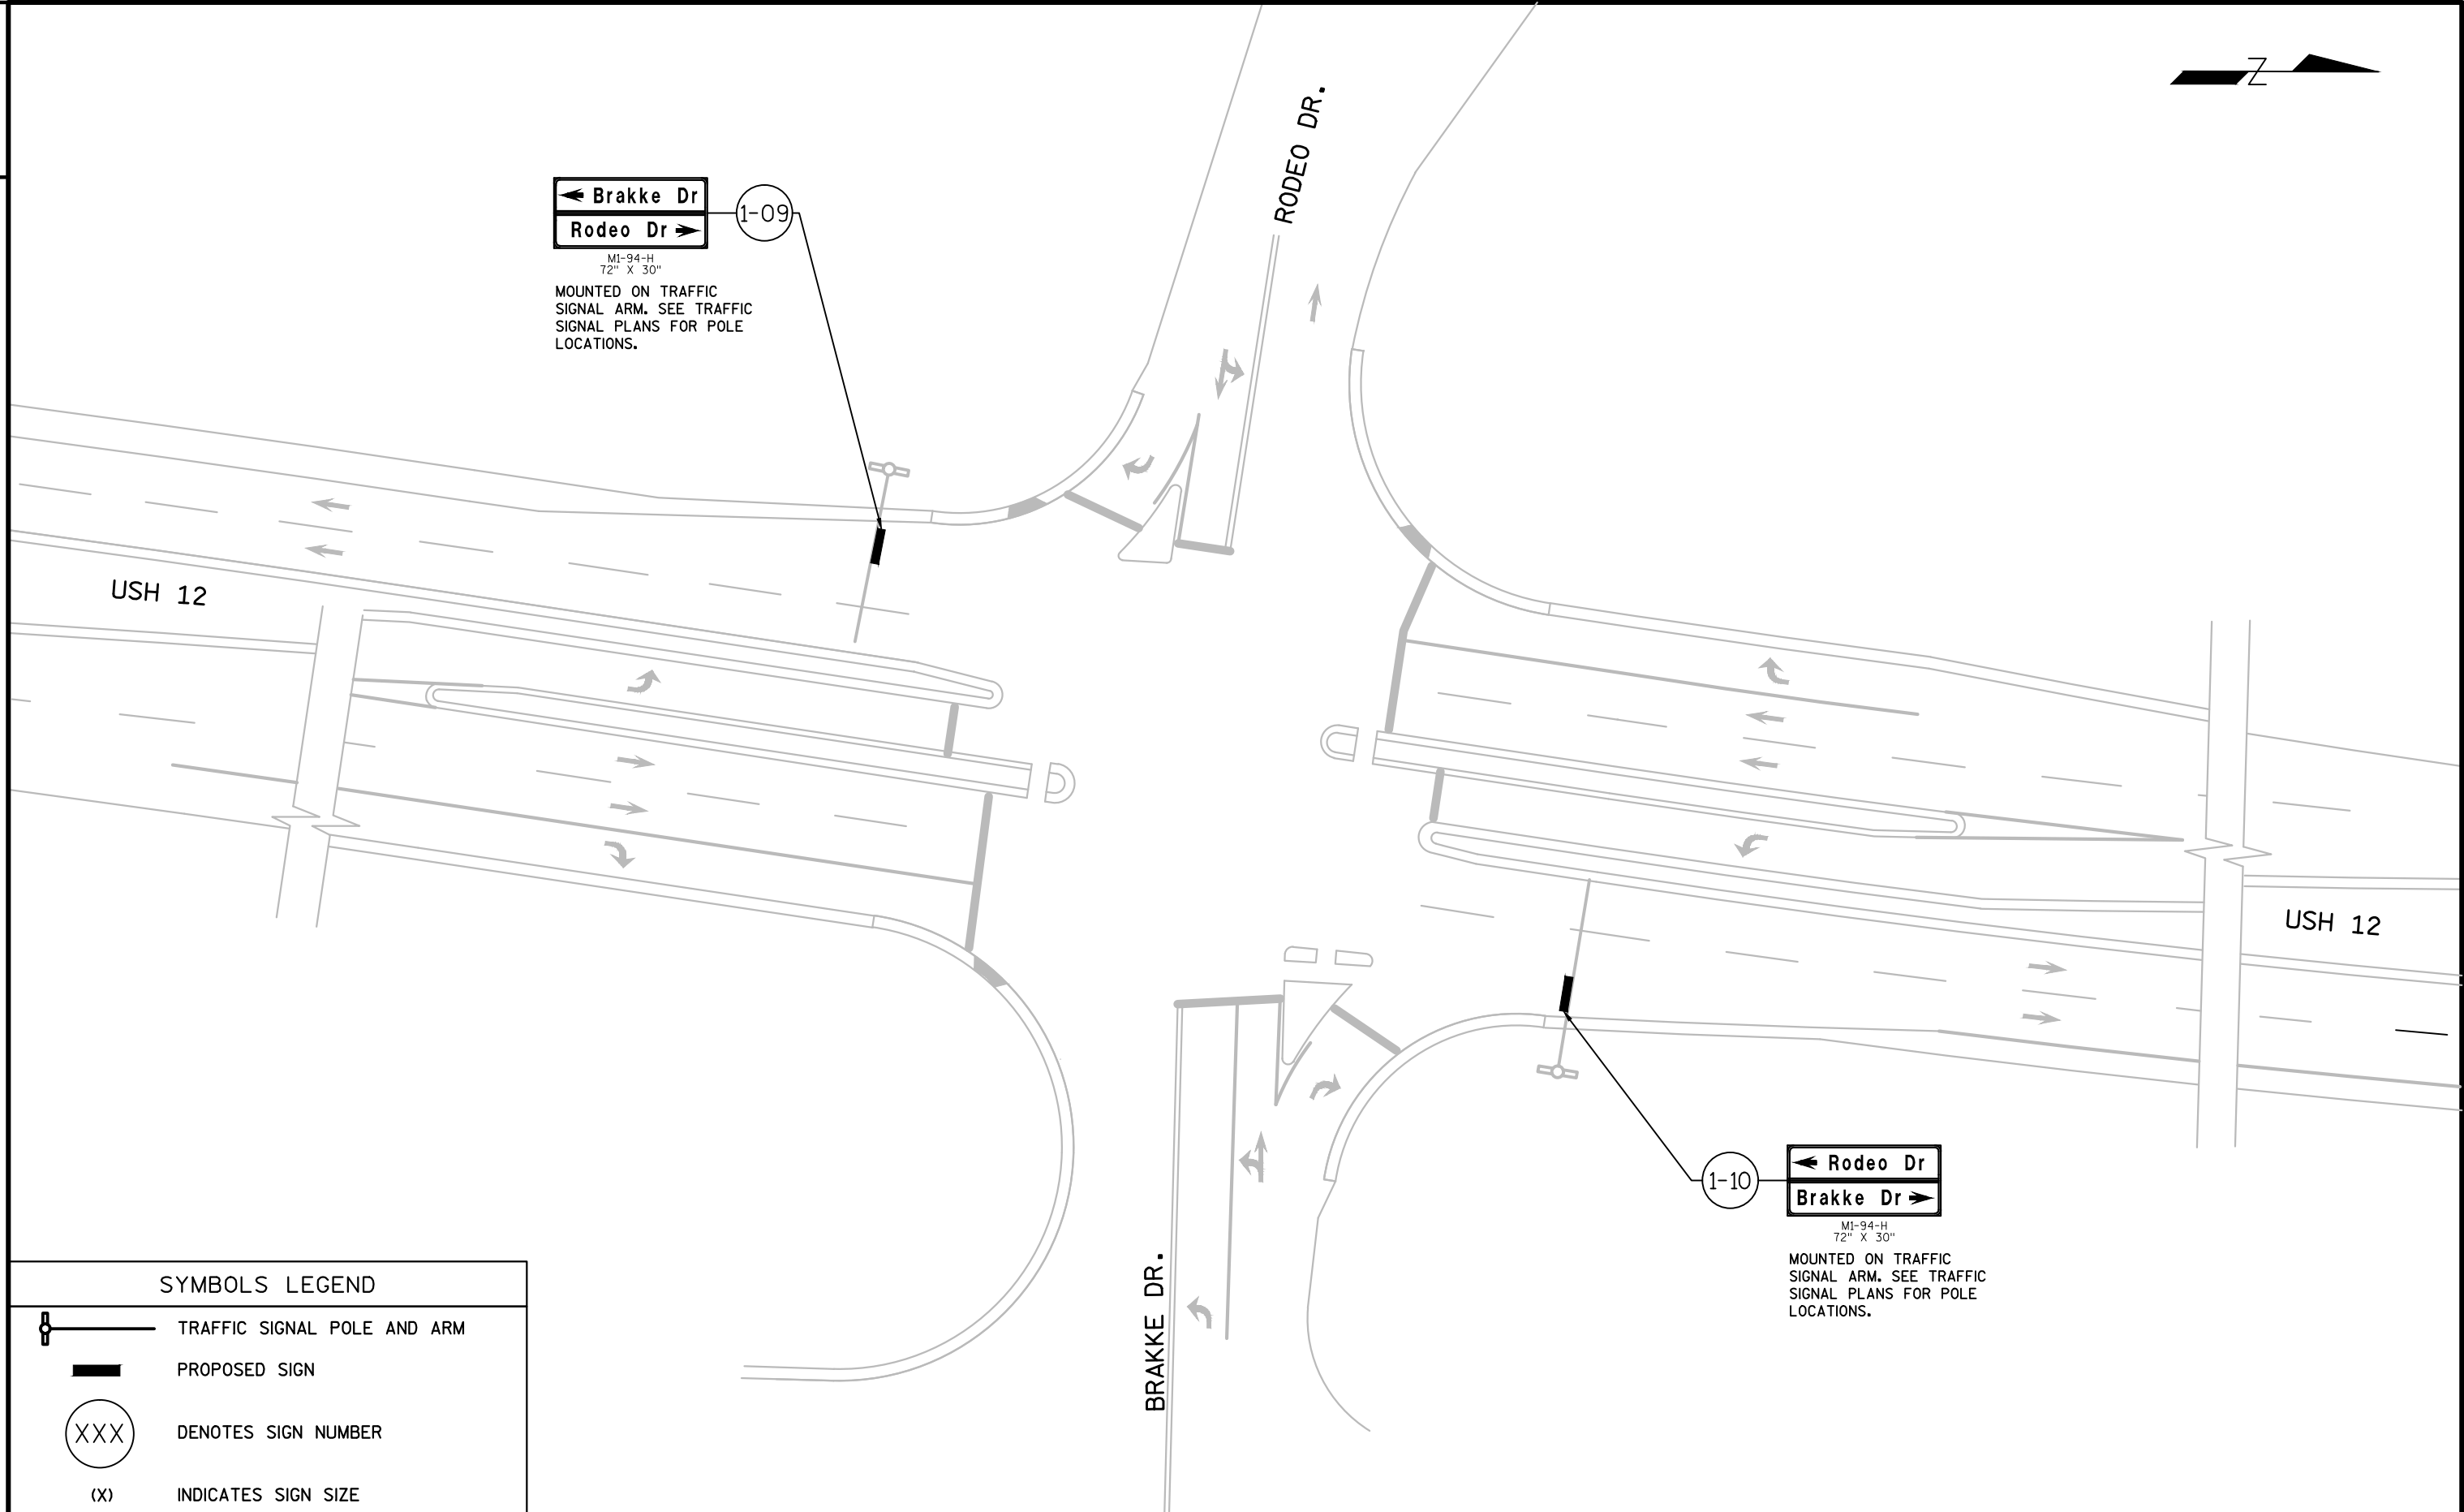 Z
RODEO DR.
Brakke Dr
Rodeo Dr
1-09
M1-94-H
72" X 30"
MOUNTED ON TRAFFIC
SIGNAL ARM. SEE TRAFFIC
SIGNAL PLANS FOR POLE
LOCATIONS.
USH 12
USH 12
1-10
Rodeo Dr
Brakke Dr
M1-94-H
72" X 30"
MOUNTED ON TRAFFIC
SIGNAL ARM. SEE TRAFFIC
SIGNAL PLANS FOR POLE
LOCATIONS.
BRAKKE DR.
SYMBOLS LEGEND
TRAFFIC SIGNAL POLE AND ARM
PROPOSED SIGN
XXX DENOTES SIGN NUMBER
(X) INDICATES SIGN SIZE